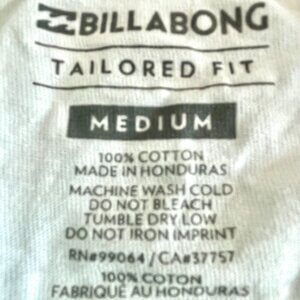 BILLABONG
TAILORED FIT
MEDIUM
100% COTTON
MADE IN HONDURAS
MACHINE WASH COLD
DO NOT BLEACH
TUMBLE DRY LOW
DO NOT IRON IMPRINT
RN#99064 / CA#37757
100% COTON
FABRIQUÉ AU HONDURAS